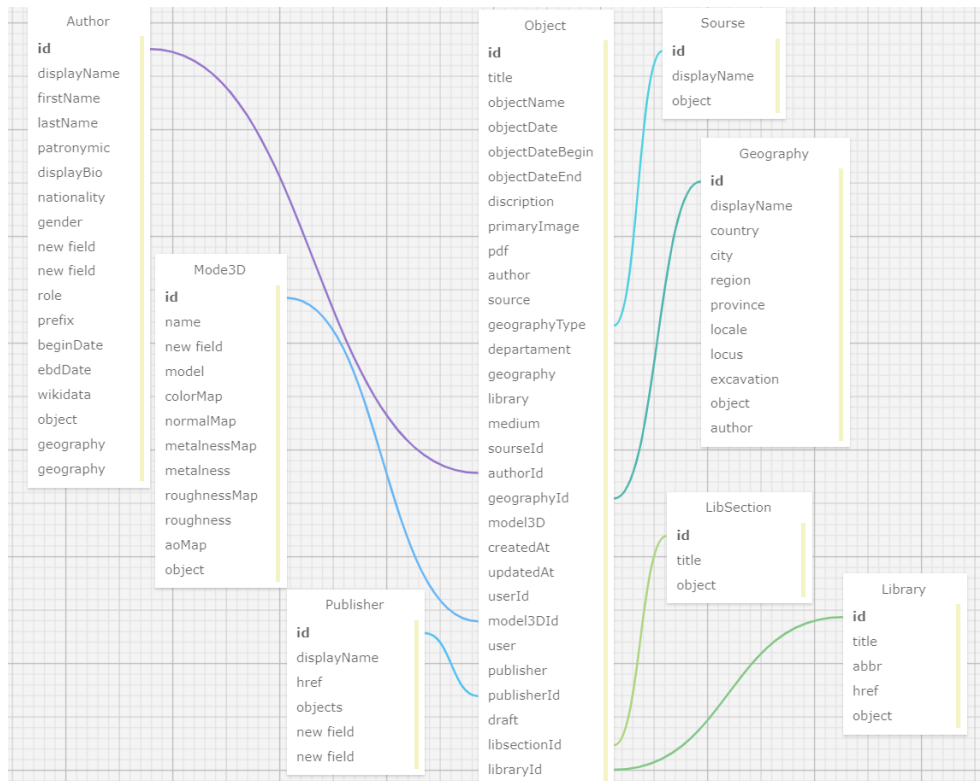 Author
id
displayName
firstName
lastName
patronymic
displayBio
nationality
gender
new field
new field
role
prefix
beginDate
ebdDate
wikidata
object
geography
geography
Mode3D
id
name
new field
model
colorMap
normalMap
metalnessMap
metalness
roughnessMap
roughness
aoMap
object
Publisher
id
displayName
href
objects
new field
new field
Object
id
title
objectName
objectDate
objectDateBegin
objectDateEnd
discription
primaryImage
pdf
author
source
geographyType
departament
geography
library
medium
sourseId
authorId
geographyId
model3D
createdAt
updatedAt
userId
model3DId
user
publisher
publisherId
draft
libsectionId
libraryId
Sourse
id
displayName
object
Geography
id
displayName
country
city
region
province
locale
locus
excavation
object
author
LibSection
id
title
object
Library
id
title
abbr
href
object